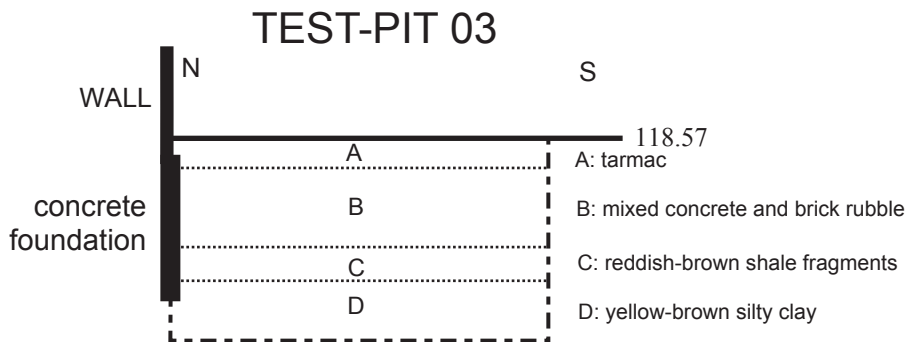 TEST-PIT 03
N
S
WALL
118.57
A
A: tarmac
concrete
foundation
B
B: mixed concrete and brick rubble
C
C: reddish-brown shale fragments
D
D: yellow-brown silty clay